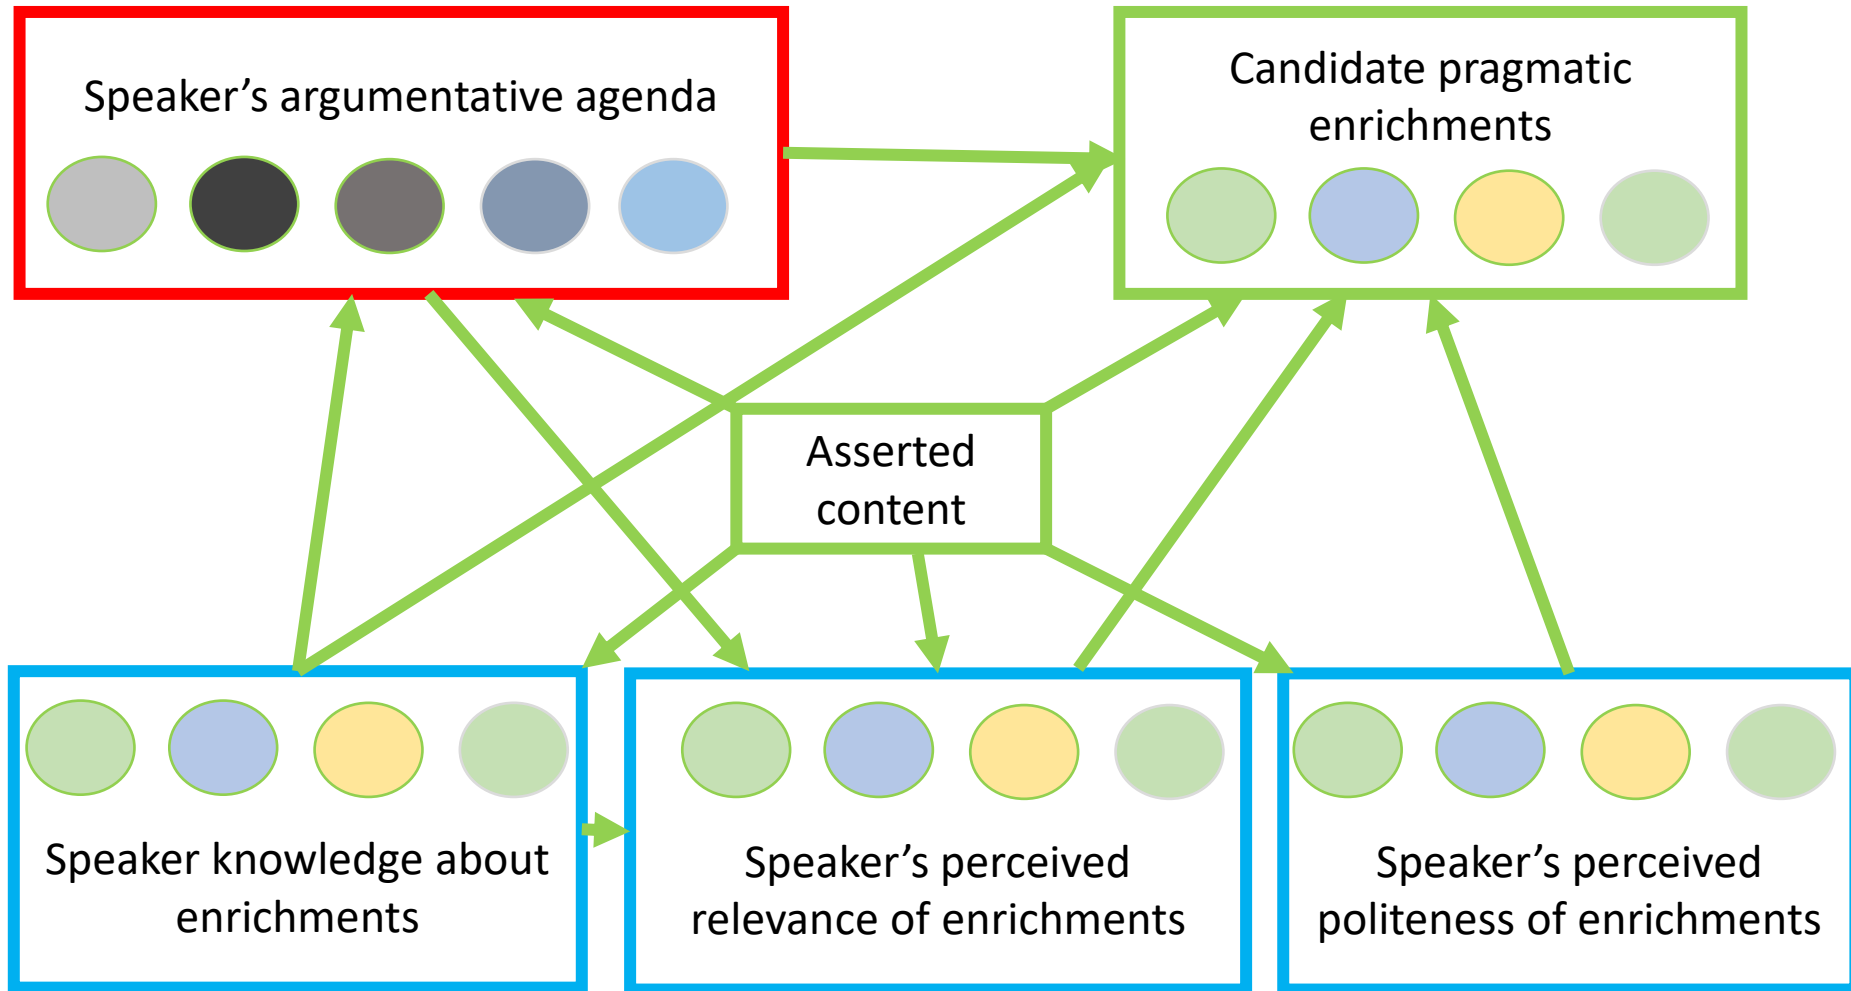 Speaker’s argumentative agenda
Candidate pragmatic
enrichments
Asserted
content
Speaker knowledge about
enrichments
Speaker’s perceived
relevance of enrichments
Speaker’s perceived
politeness of enrichments